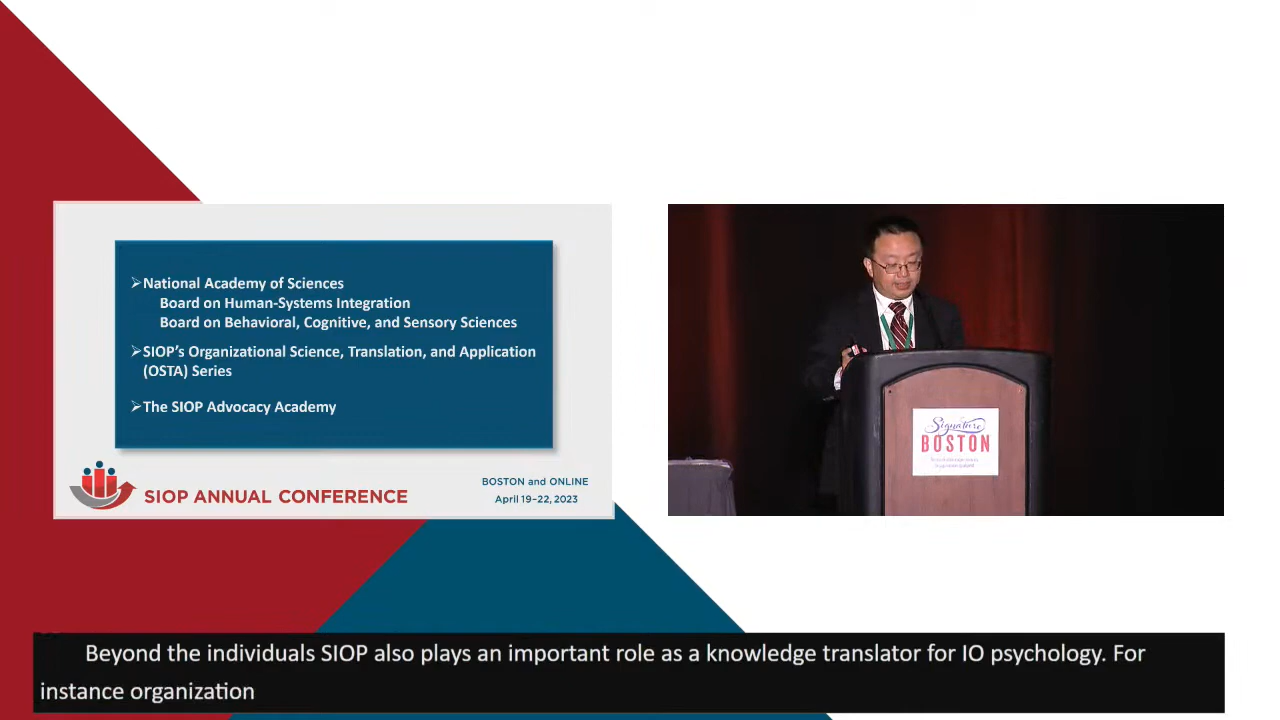 ➢National Academy of Sciences
Board on Human-Systems Integration
Board on Behavioral, Cognitive, and Sensory Sciences
➢SIOP's Organizational Science, Translation, and Application
(OSTA) Series
➢The SIOP Advocacy Academy
SIOP ANNUAL CONFERENCE
BOSTON and ONLINE
April 19–22, 2023
Signature
BOSTON
Beyond the individuals SIOP also plays an important role as a knowledge translator for IO psychology. For
instance organization